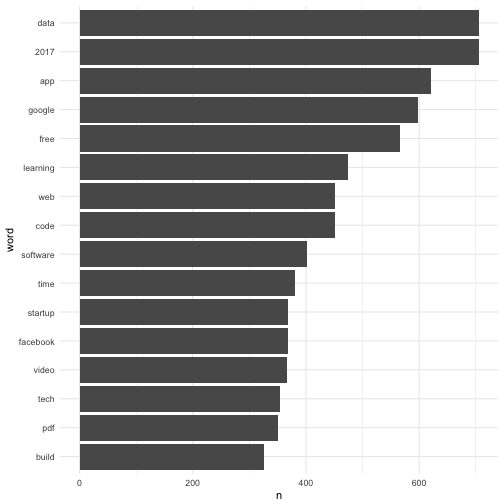 data
2017
app
google
free
learning
web
code
software
time
startup
facebook
video
tech
pdf
build
word
0 200 400 600
n